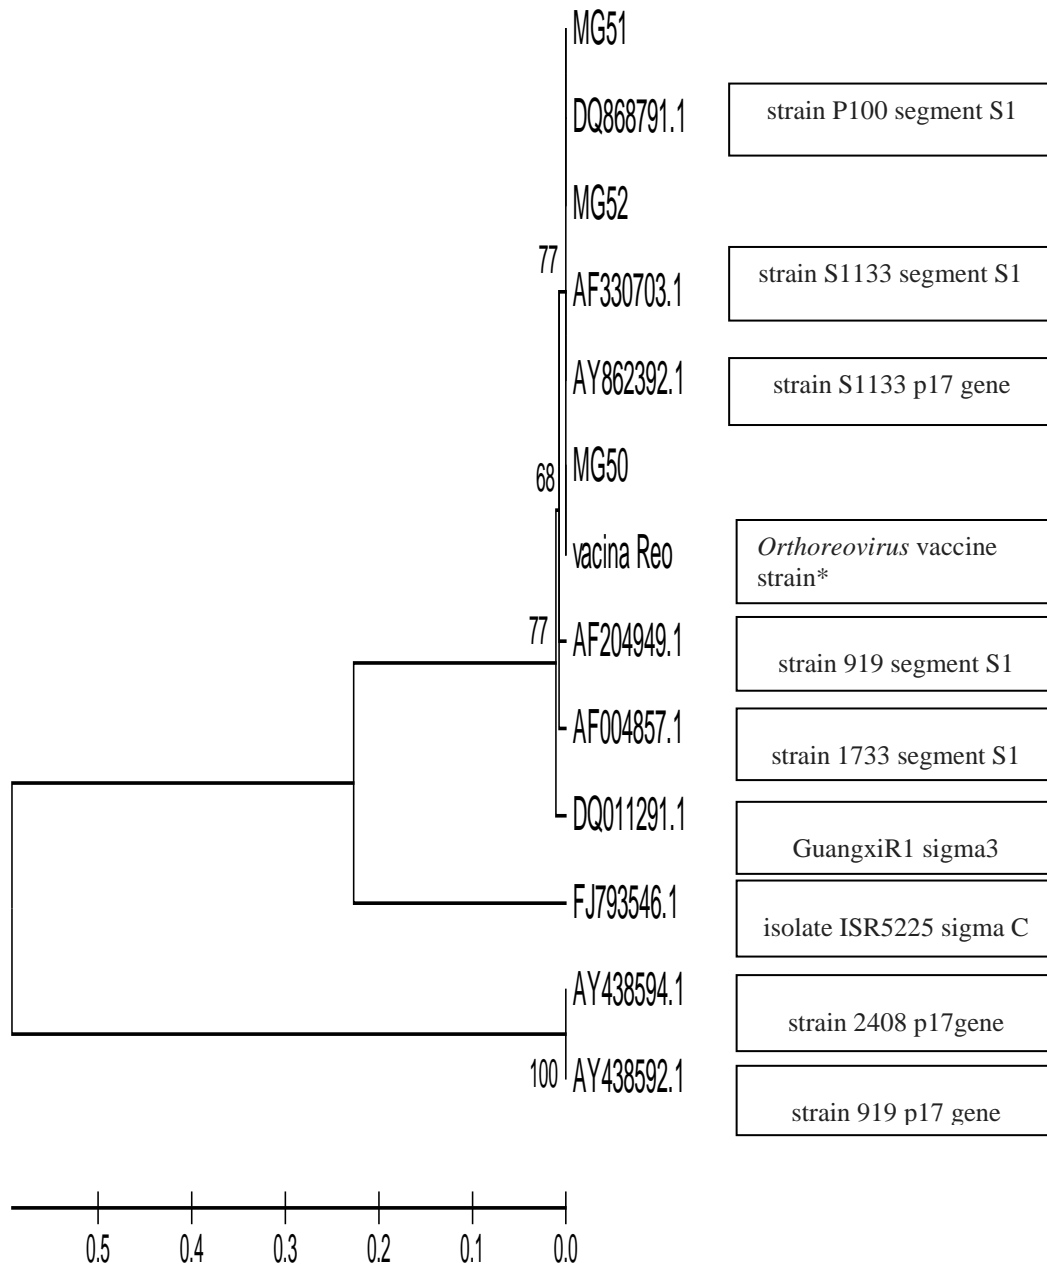 MG51
DQ868791.1
strain P100 segment S1
MG52
77
AF330703.1
strain S1133 segment S1
AY862392.1
strain S1133 p17 gene
MG50
68
vacina Reo
Orthoreovirus vaccine
strain*
77
AF204949.1
strain 919 segment S1
AF004857.1
strain 1733 segment S1
DQ011291.1
GuangxiR1 sigma3
FJ793546.1
isolate ISR5225 sigma C
AY438594.1
strain 2408 p17gene
100
AY438592.1
strain 919 p17 gene
0.5 0.4 0.3 0.2 0.1 0.0